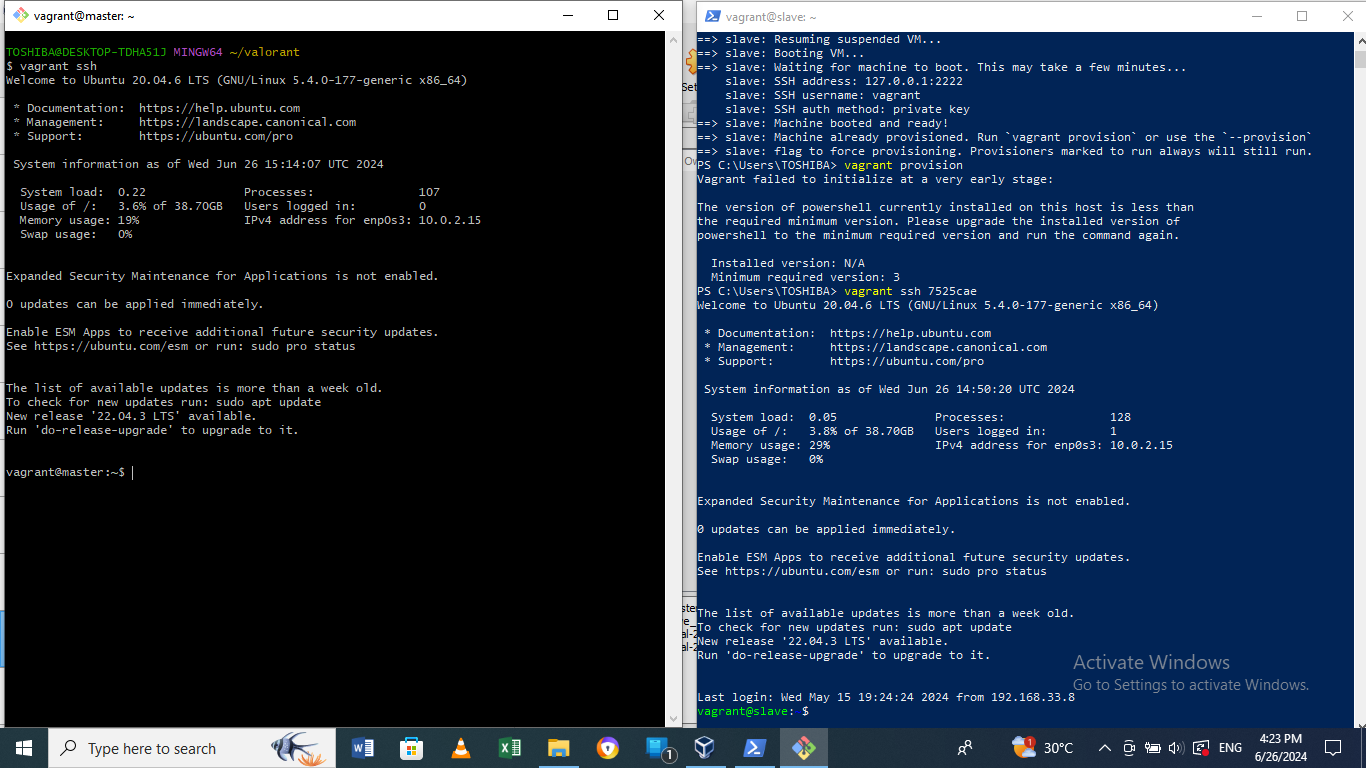 vagrant@master: ~
TOSHIBA@DESKTOP-TDHA51J MINGW64 ~/valorant
$ vagrant ssh
Welcome to Ubuntu 20.04.6 LTS (GNU/Linux 5.4.0-177-generic x86_64)
* Documentation:  https://help.ubuntu.com
* Management:     https://landscape.canonical.com
* Support:        https://ubuntu.com/pro
System information as of Wed Jun 26 15:14:07 UTC 2024
System load:  0.22              Processes:               107
Usage of /:   3.6% of 38.70GB   Users logged in:         0
Memory usage: 19%               IPv4 address for enp0s3: 10.0.2.15
Swap usage:   0%
Expanded Security Maintenance for Applications is not enabled.
0 updates can be applied immediately.
Enable ESM Apps to receive additional future security updates.
See https://ubuntu.com/esm or run: sudo pro status
The list of available updates is more than a week old.
To check for new updates run: sudo apt update
New release '22.04.3 LTS' available.
Run 'do-release-upgrade' to upgrade to it.
vagrant@master:~$
vagrant@slave: ~
==> slave: Resuming suspended VM...
==> slave: Booting VM...
==> slave: Waiting for machine to boot. This may take a few minutes...
slave: SSH address: 127.0.0.1:2222
slave: SSH username: vagrant
slave: SSH auth method: private key
==> slave: Machine booted and ready!
==> slave: Machine already provisioned. Run `vagrant provision` or use the `--provision`
==> slave: flag to force provisioning. Provisioners marked to run always will still run.
PS C:\Users\TOSHIBA> vagrant provision
Vagrant failed to initialize at a very early stage:
The version of powershell currently installed on this host is less than
the required minimum version. Please upgrade the installed version of
powershell to the minimum required version and run the command again.
Installed version: N/A
Minimum required version: 3
PS C:\Users\TOSHIBA> vagrant ssh 7525cae
Welcome to Ubuntu 20.04.6 LTS (GNU/Linux 5.4.0-177-generic x86_64)
* Documentation:  https://help.ubuntu.com
* Management:     https://landscape.canonical.com
* Support:        https://ubuntu.com/pro
System information as of Wed Jun 26 14:50:20 UTC 2024
System load:  0.05              Processes:               128
Usage of /:   3.8% of 38.70GB   Users logged in:         1
Memory usage: 29%               IPv4 address for enp0s3: 10.0.2.15
Swap usage:   0%
Expanded Security Maintenance for Applications is not enabled.
0 updates can be applied immediately.
Enable ESM Apps to receive additional future security updates.
See https://ubuntu.com/esm or run: sudo pro status
The list of available updates is more than a week old.
To check for new updates run: sudo apt update
New release '22.04.3 LTS' available.
Run 'do-release-upgrade' to upgrade to it.
Last login: Wed May 15 19:24:24 2024 from 192.168.33.8
vagrant@slave: $
Activate Windows
Go to Settings to activate Windows.
Type here to search
1
30°C
ENG
4:23 PM
6/26/2024